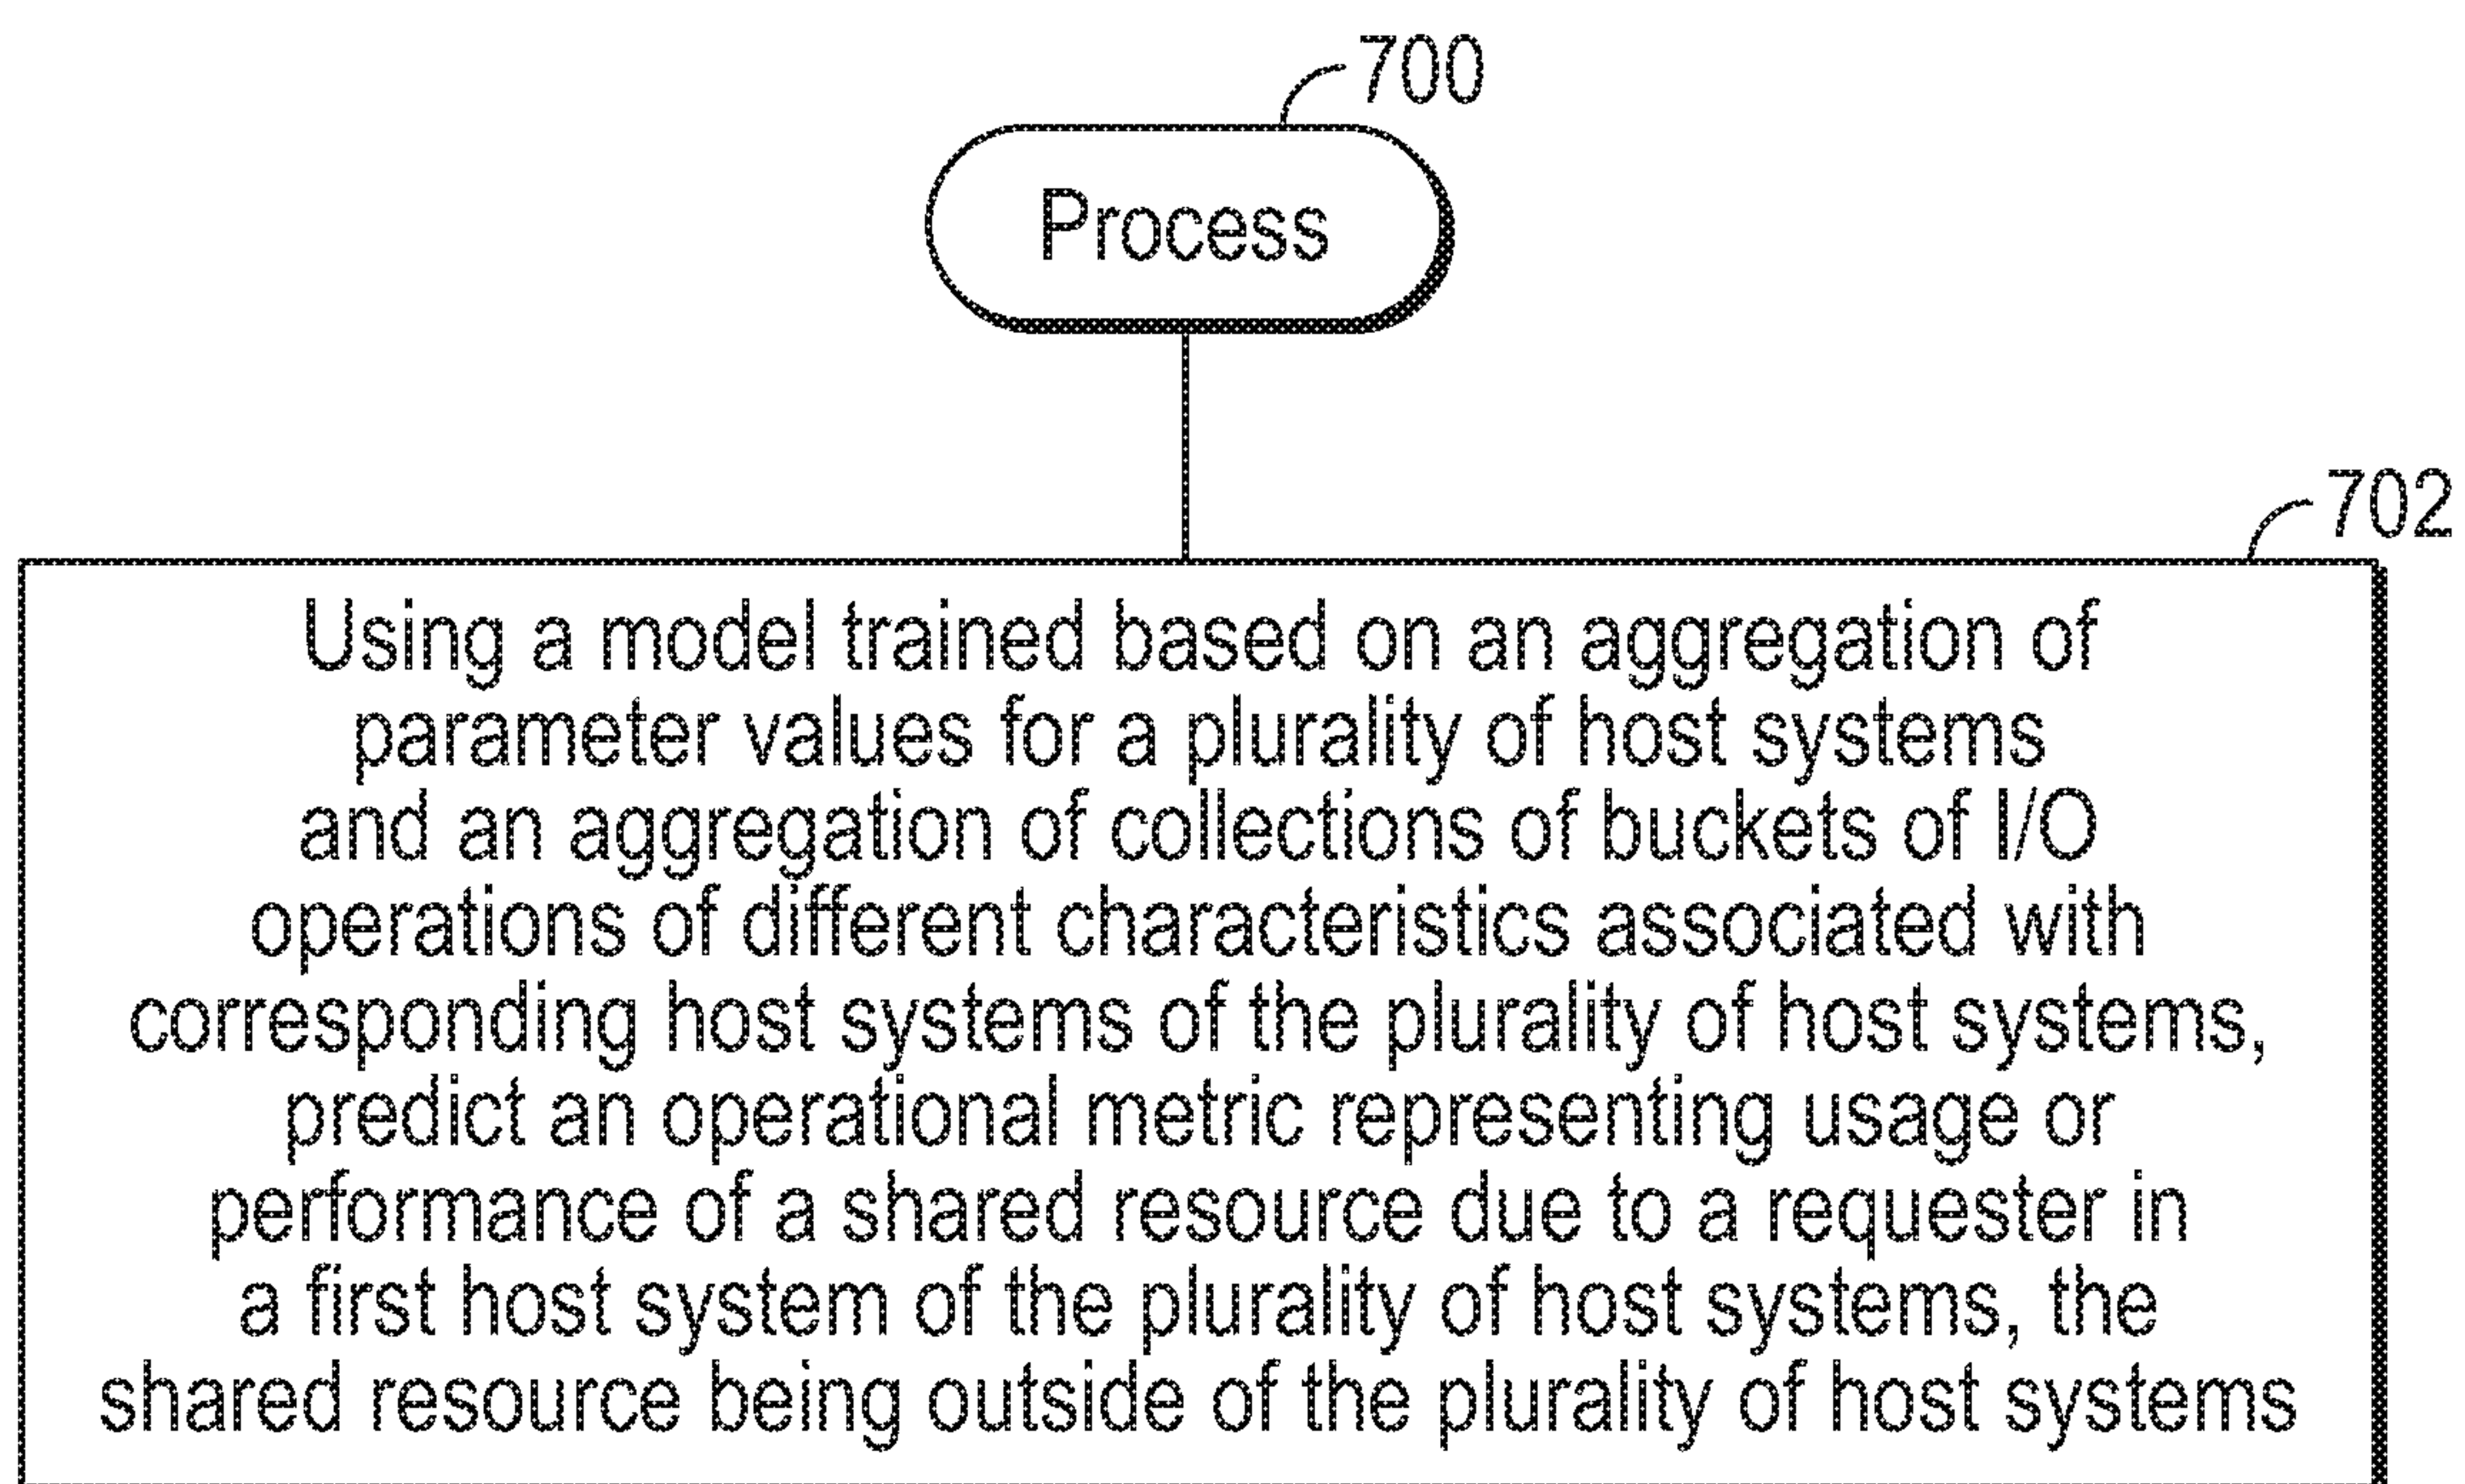 700
Process
702
Using a model trained based on an aggregation of
parameter values for a plurality of host systems
and an aggregation of collections of buckets of I/O
operations of different characteristics associated with
corresponding host systems of the plurality of host systems,
predict an operational metric representing usage or
performance of a shared resource due to a requester in
a first host system of the plurality of host systems, the
shared resource being outside of the plurality of host systems